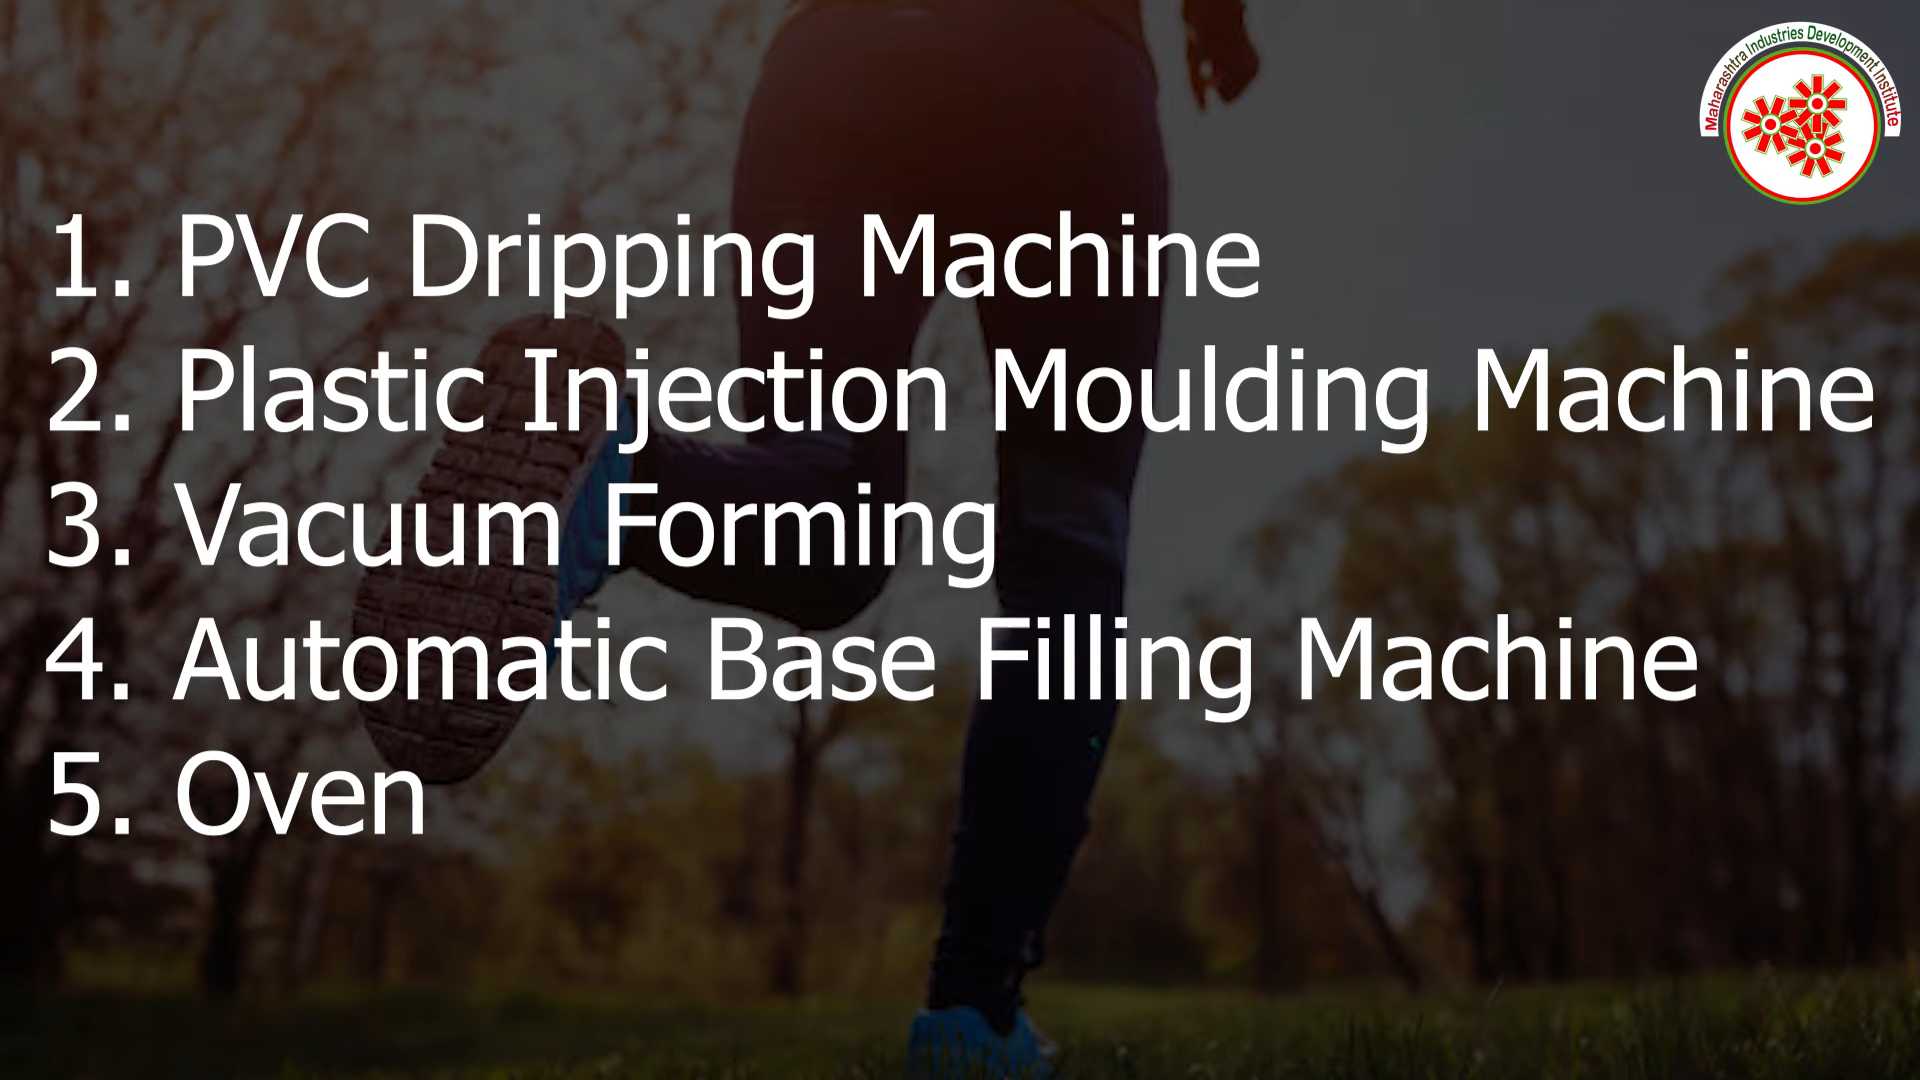 Maharashtra Industries Development Institute
1. PVC Dripping Machine
2. Plastic Injection Moulding Machine
3. Vacuum Forming
4. Automatic Base Filling Machine
5. Oven